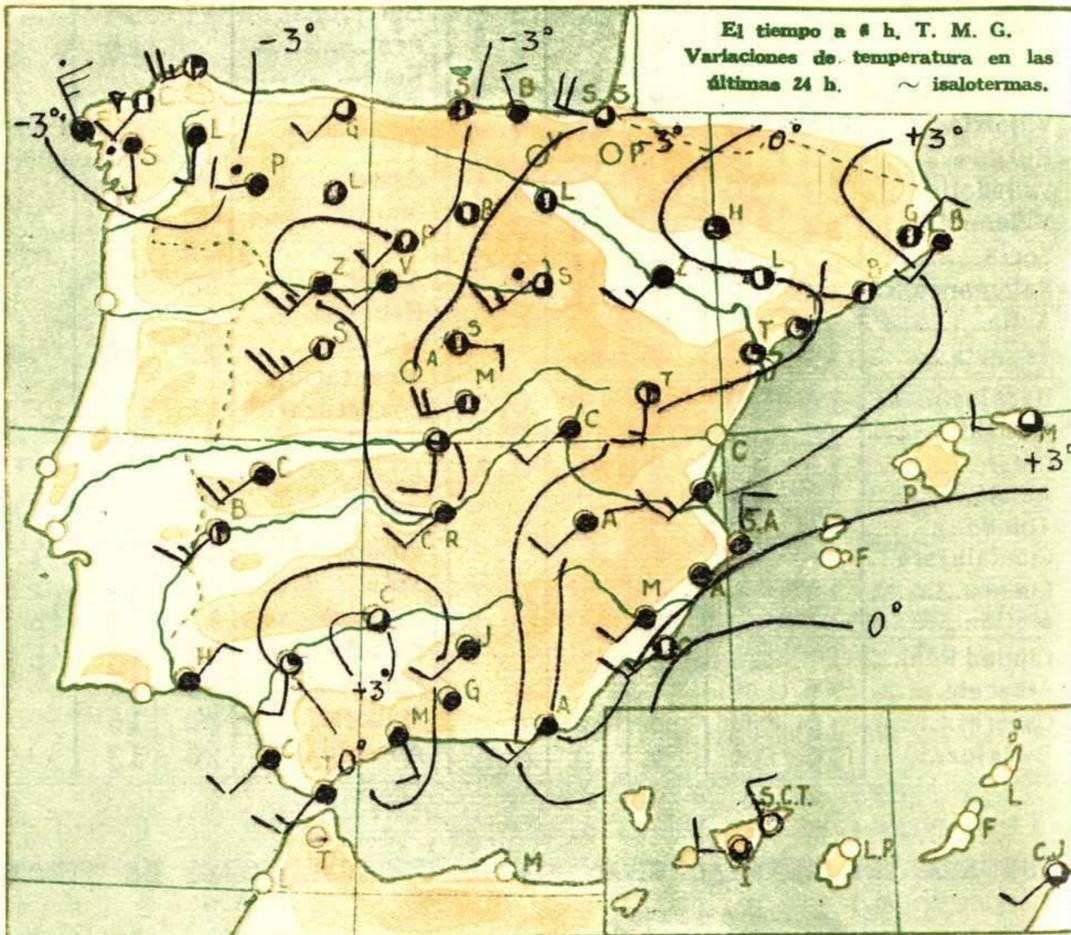 El tiempo a 6 h, T. M. G.
Variaciones de temperatura en las
últimas 24 h. ~ isalotermas.
-3°
-3°
-3°
-3°
0°
+3°
C
S
B
S.S
L
G
S
P
L
V
P
B
L
H
G
B
P
Z
V
S
Z
L
B
S
A
S
M
T
T
C
C
M
+3°
P
C
B
C R
A
V
S.A
F
A
M
C
0°
H
S
C
J
+3°
G
M
A
C
0°
T
L
M
S.C.T.
I
L.P.
F
L
C.J